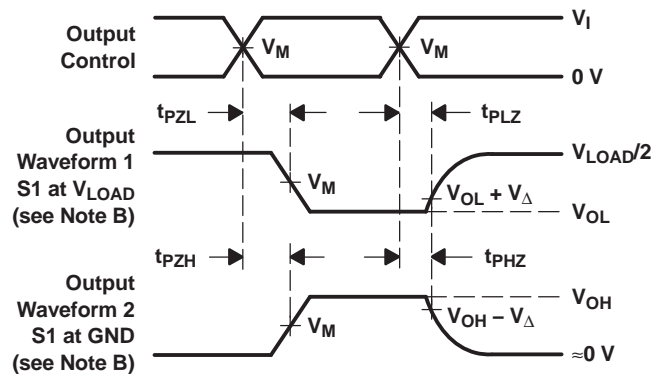 Output
Control
V_I
V_M
V_M
0 V
t_PZL
t_PLZ
Output
Waveform 1
S1 at V_LOAD
(see Note B)
V_LOAD/2
V_M
V_OL + V_Δ
V_OL
t_PZH
t_PHZ
Output
Waveform 2
S1 at GND
(see Note B)
V_OH
V_M
V_OH – V_Δ
≈0 V